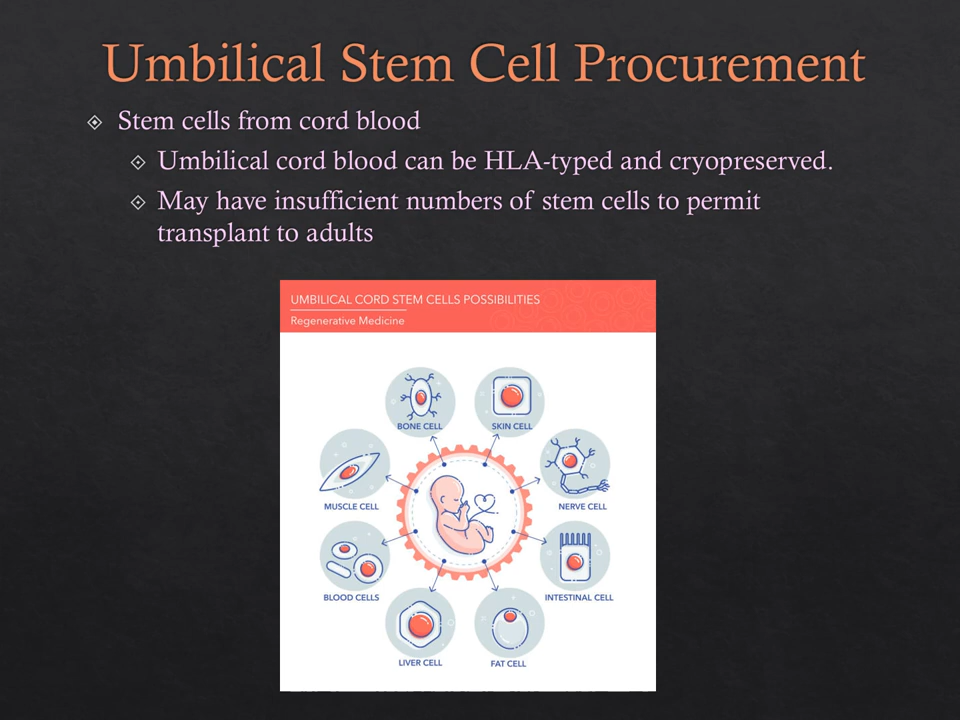 Umbilical Stem Cell Procurement
Stem cells from cord blood
Umbilical cord blood can be HLA-typed and cryopreserved.
May have insufficient numbers of stem cells to permit
transplant to adults
UMBILICAL CORD STEM CELLS POSSIBILITIES
Regenerative Medicine
BONE CELL
SKIN CELL
MUSCLE CELL
NERVE CELL
BLOOD CELLS
INTESTINAL CELL
LIVER CELL
FAT CELL